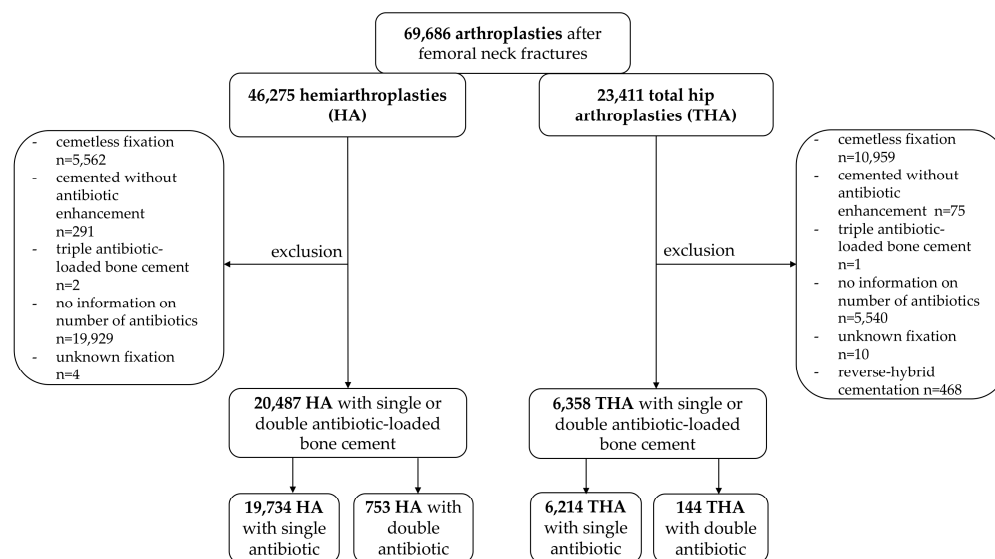 69,686 arthroplasties after
femoral neck fractures
46,275 hemiarthroplasties
(HA)
23,411 total hip
arthroplasties (THA)
- cemetless fixation
n=5,562
- cemented without
antibiotic
enhancement
n=291
- triple antibiotic-
loaded bone cement
n=2
- no information on
number of antibiotics
n=19,929
- unknown fixation
n=4
exclusion
exclusion
- cemetless fixation
n=10,959
- cemented without
antibiotic
enhancement n=75
- triple antibiotic-
loaded bone cement
n=1
- no information on
number of antibiotics
n=5,540
- unknown fixation
n=10
- reverse-hybrid
cementation n=468
20,487 HA with single or
double antibiotic-loaded
bone cement
6,358 THA with single or
double antibiotic-loaded
bone cement
19,734 HA
with single
antibiotic
753 HA with
double
antibiotic
6,214 THA
with single
antibiotic
144 THA
with double
antibiotic